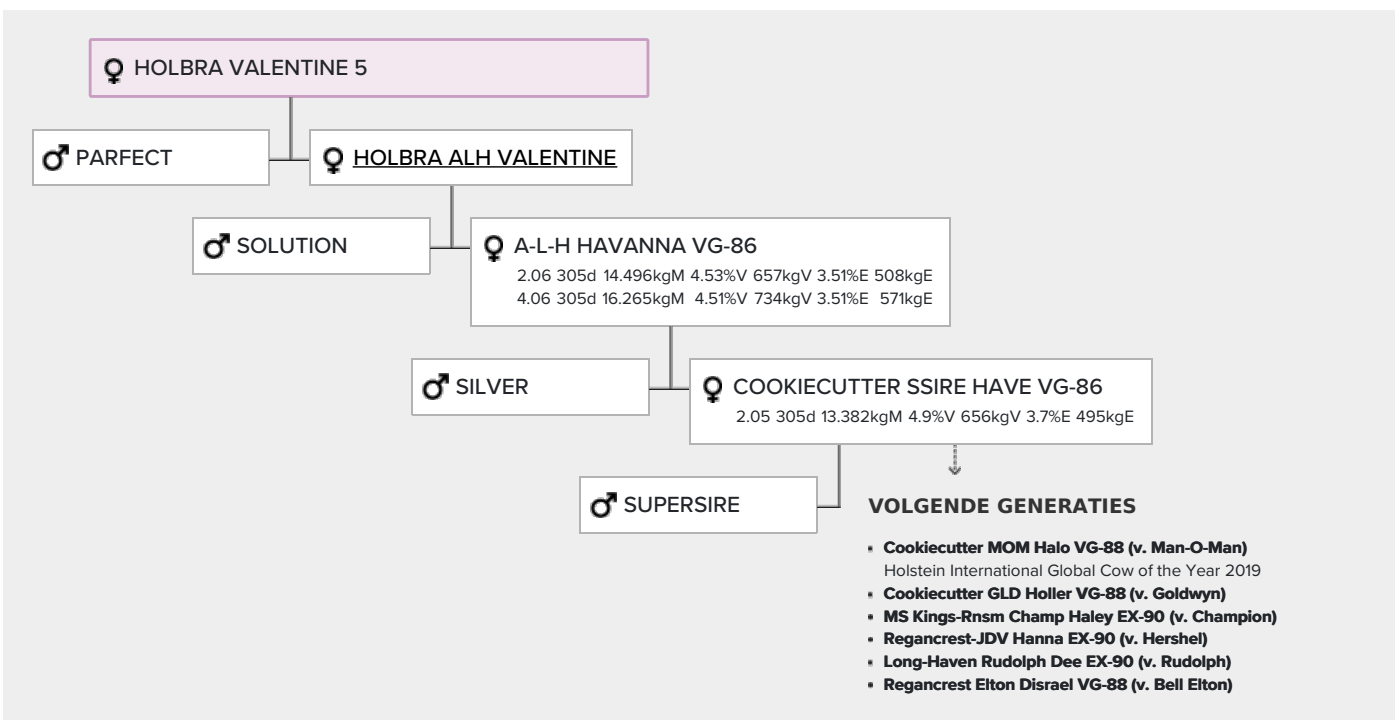 HOLBRA VALENTINE 5
PARFECT
HOLBRA ALH VALENTINE
SOLUTION
A-L-H HAVANNA VG-86
2.06 305d 14.496kgM 4.53%V 657kgV 3.51%E 508kgE
4.06 305d 16.265kgM 4.51%V 734kgV 3.51%E 571kgE
SILVER
COOKIECUTTER SSIRE HAVE VG-86
2.05 305d 13.382kgM 4.9%V 656kgV 3.7%E 495kgE
SUPERSIRE
VOLGENDE GENERATIES
Cookiecutter MOM Halo VG-88 (v. Man-O-Man)
Holstein International Global Cow of the Year 2019
Cookiecutter GLD Holler VG-88 (v. Goldwyn)
MS Kings-Rnsm Champ Haley EX-90 (v. Champion)
Regancrest-JDV Hanna EX-90 (v. Hershel)
Long-Haven Rudolph Dee EX-90 (v. Rudolph)
Regancrest Elton Disrael VG-88 (v. Bell Elton)